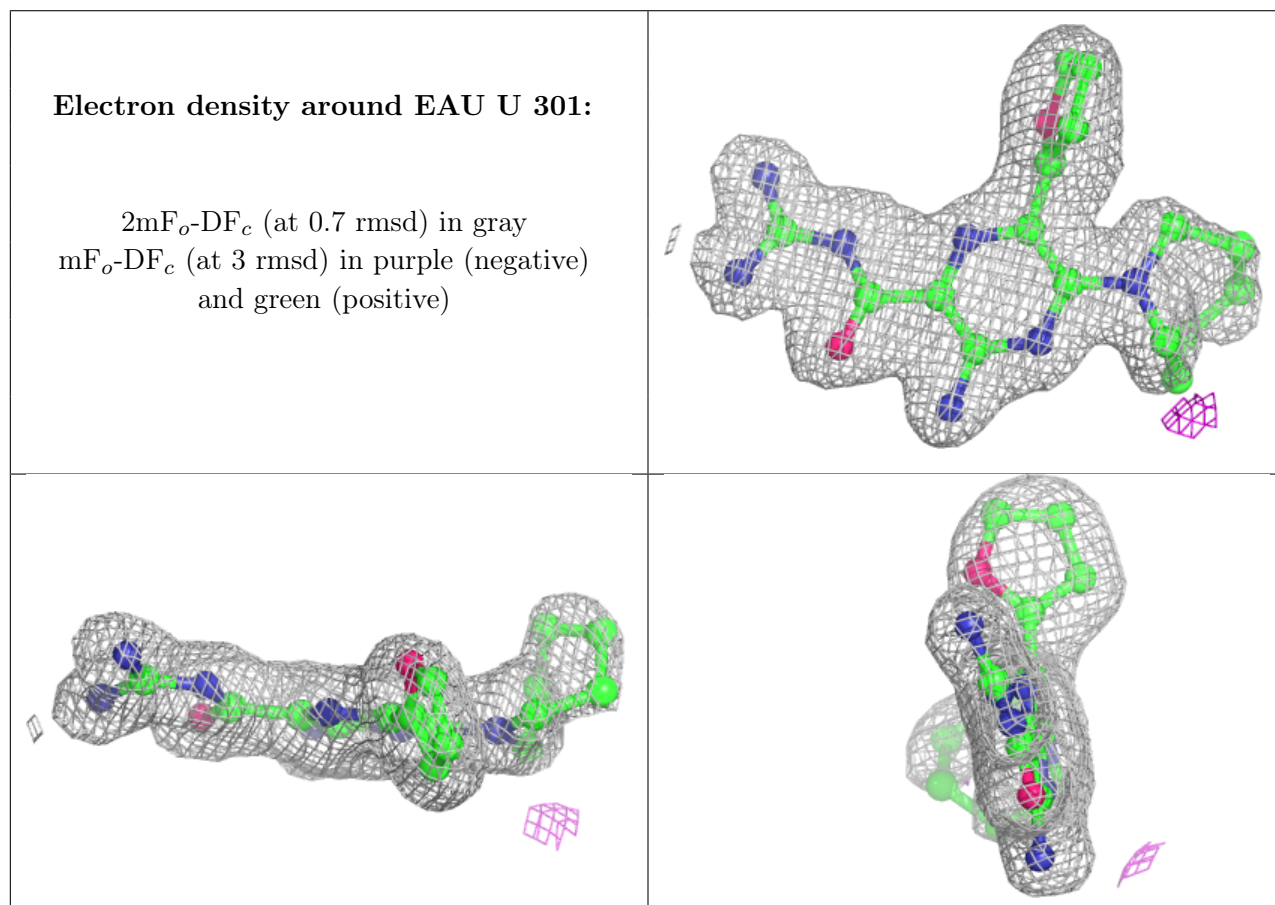 Electron density around EAU U 301:
2mFo-DFc (at 0.7 rmsd) in gray
mFo-DFc (at 3 rmsd) in purple (negative)
and green (positive)